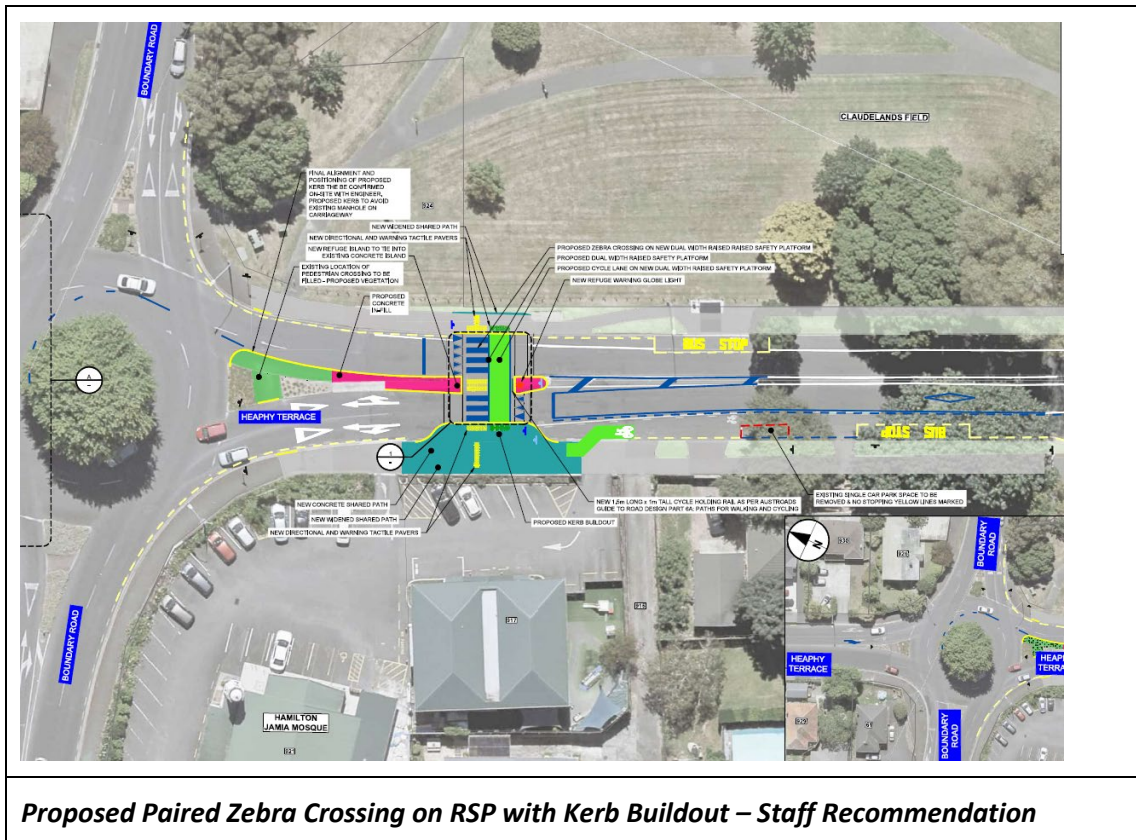 BOUNDARY ROAD
CLAUDELANDS FIELD
FINAL ALIGNMENT AND
POSITIONING OF PROPOSED
KERB THE BE CONFIRMED
ON-SITE WITH ENGINEER,
PROPOSED KERB TO AVOID
EXISTING MANHOLE ON
CARRIAGEWAY
NEW WIDENED SHARED PATH
NEW DIRECTIONAL AND WARNING TACTILE PAVERS
NEW REFUGE ISLAND TO TIE INTO
EXISTING CONCRETE ISLAND
EXISTING LOCATION OF
PEDESTRIAN CROSSING TO BE
FILLED - PROPOSED VEGETATION
PROPOSED
CONCRETE
IN-FILL
PROPOSED ZEBRA CROSSING ON NEW DUAL WIDTH RAISED RAISED SAFETY PLATFORM
PROPOSED DUAL WIDTH RAISED SAFETY PLATFORM
PROPOSED CYCLE LANE ON NEW DUAL WIDTH RAISED SAFETY PLATFORM
NEW REFUGE WARNING GLOBE LIGHT
BUS STOP
A
HEAPHY TERRACE
BUS STOP
1
NEW CONCRETE SHARED PATH
NEW WIDENED SHARED PATH
NEW DIRECTIONAL AND WARNING TACTILE PAVERS
PROPOSED KERB BUILDOUT
NEW 1.5m LONG x 1m TALL CYCLE HOLDING RAIL AS PER AUSTROADS
GUIDE TO ROAD DESIGN PART 6A: PATHS FOR WALKING AND CYCLING
EXISTING SINGLE CAR PARK SPACE TO BE
REMOVED & NO STOPPING YELLOW LINES MARKED
N
BOUNDARY ROAD
BOUNDARY
ROAD
HEAPHY
TERRACE
BOUNDARY
ROAD
HAMILTON
JAMIA MOSQUE
Proposed Paired Zebra Crossing on RSP with Kerb Buildout – Staff Recommendation